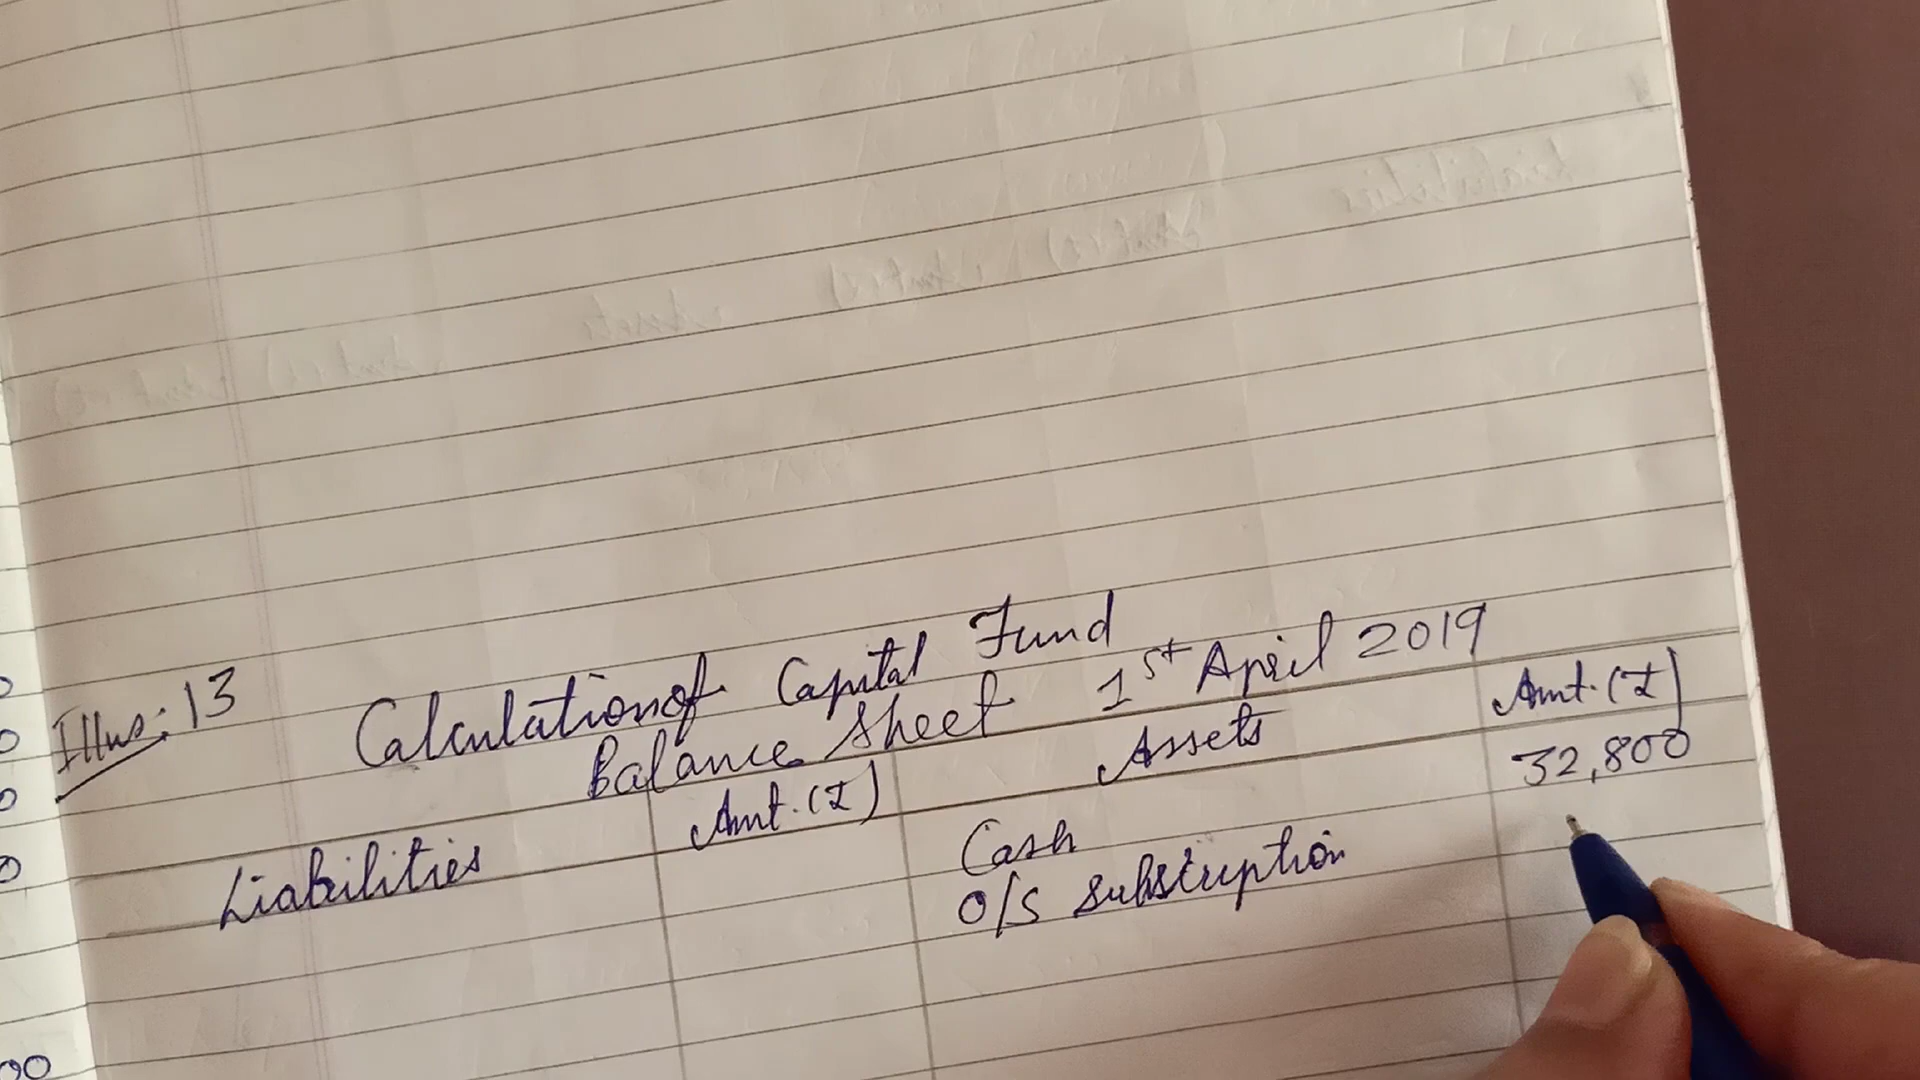 Illus: 13
Calculation of Capital Fund
Balance Sheet 1st April 2019
Liabilities Amt. (₹) Assets Amt. (₹)
Cash 32,800
O/S Subscription
00